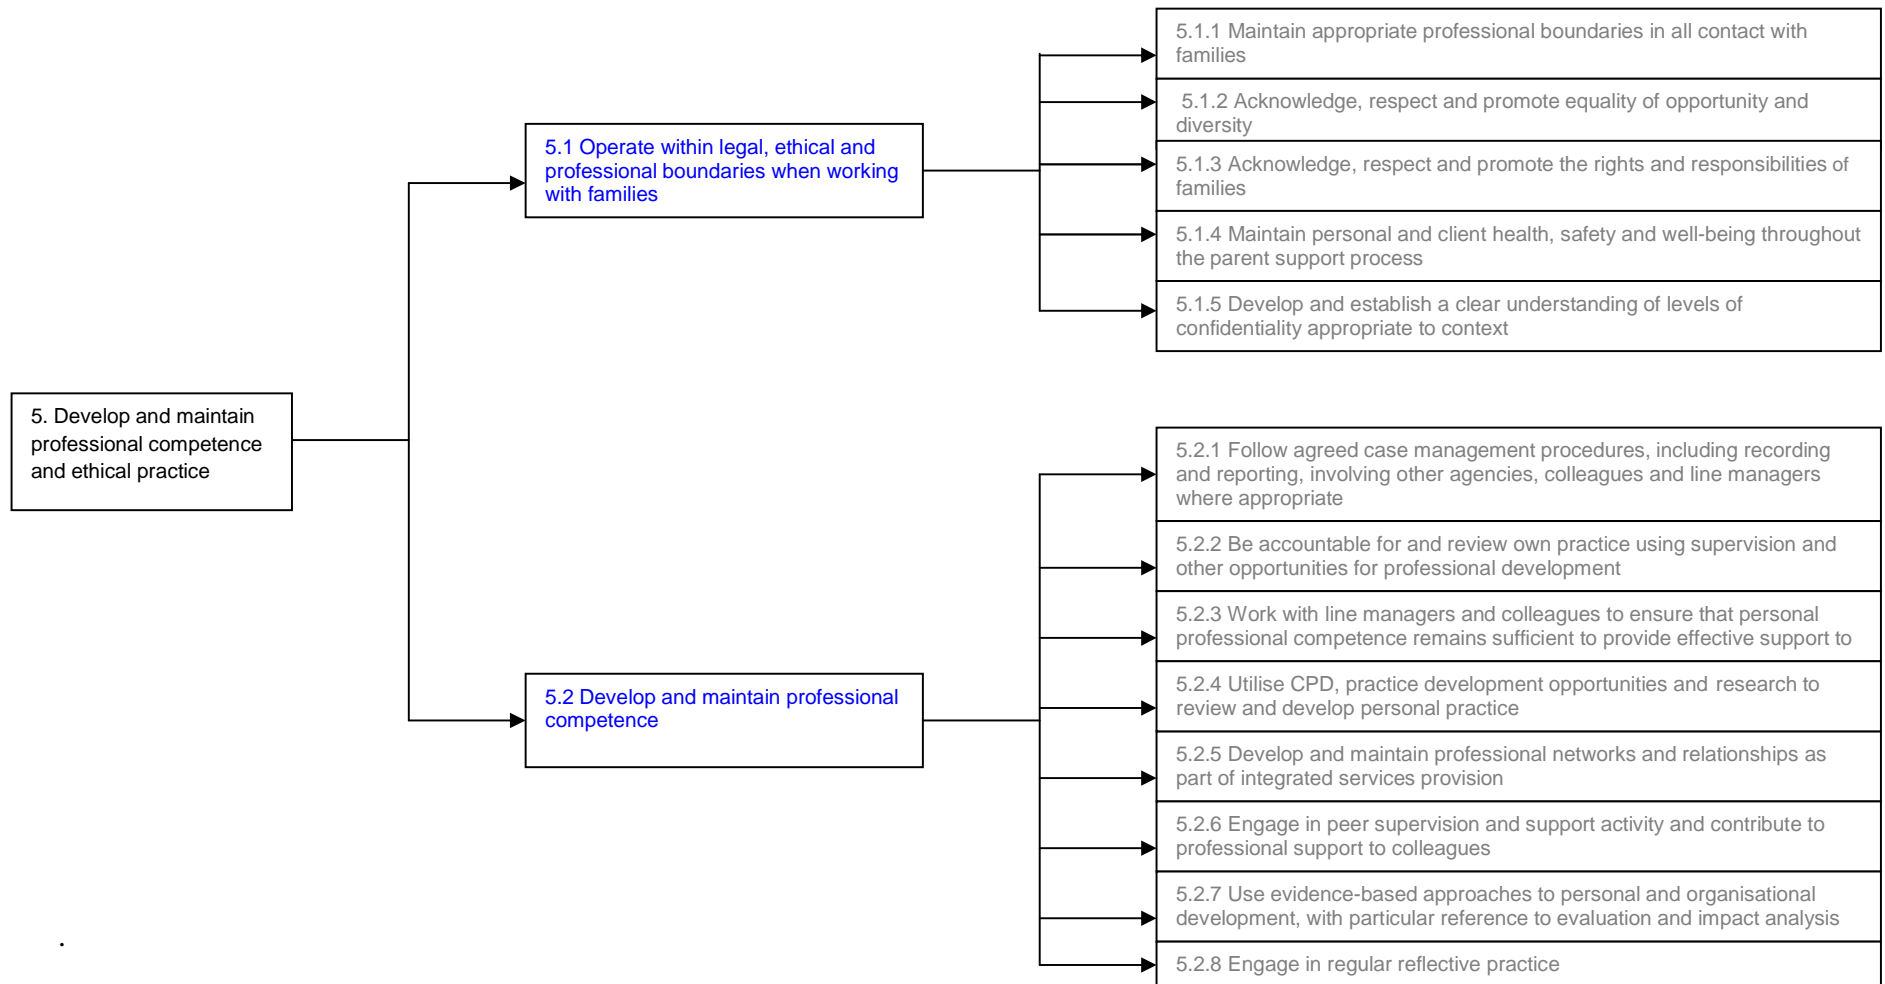 5. Develop and maintain
professional competence
and ethical practice
5.1 Operate within legal, ethical and
professional boundaries when working
with families
5.1.1 Maintain appropriate professional boundaries in all contact with
families
5.1.2 Acknowledge, respect and promote equality of opportunity and
diversity
5.1.3 Acknowledge, respect and promote the rights and responsibilities of
families
5.1.4 Maintain personal and client health, safety and well-being throughout
the parent support process
5.1.5 Develop and establish a clear understanding of levels of
confidentiality appropriate to context
5.2 Develop and maintain professional
competence
5.2.1 Follow agreed case management procedures, including recording
and reporting, involving other agencies, colleagues and line managers
where appropriate
5.2.2 Be accountable for and review own practice using supervision and
other opportunities for professional development
5.2.3 Work with line managers and colleagues to ensure that personal
professional competence remains sufficient to provide effective support to
5.2.4 Utilise CPD, practice development opportunities and research to
review and develop personal practice
5.2.5 Develop and maintain professional networks and relationships as
part of integrated services provision
5.2.6 Engage in peer supervision and support activity and contribute to
professional support to colleagues
5.2.7 Use evidence-based approaches to personal and organisational
development, with particular reference to evaluation and impact analysis
5.2.8 Engage in regular reflective practice
.